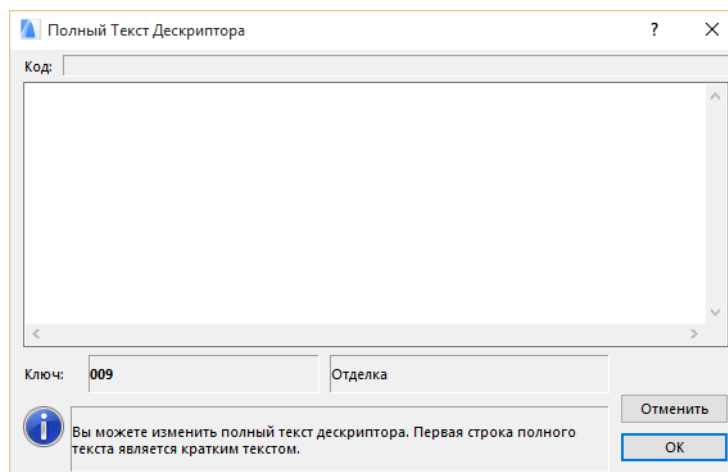 Полный Текст Дескриптора
?
Код:
Ключ: 009 Отделка
Отменить
Вы можете изменить полный текст дескриптора. Первая строка полного
текста является кратким текстом.
OK